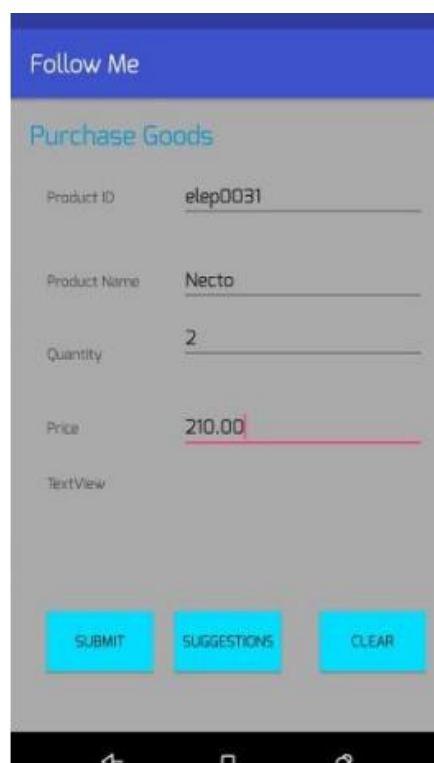 Follow Me
Purchase Goods
Product ID elep0031
Product Name Necto
Quantity 2
Price 210.00
TextView
SUBMIT SUGGESTIONS CLEAR